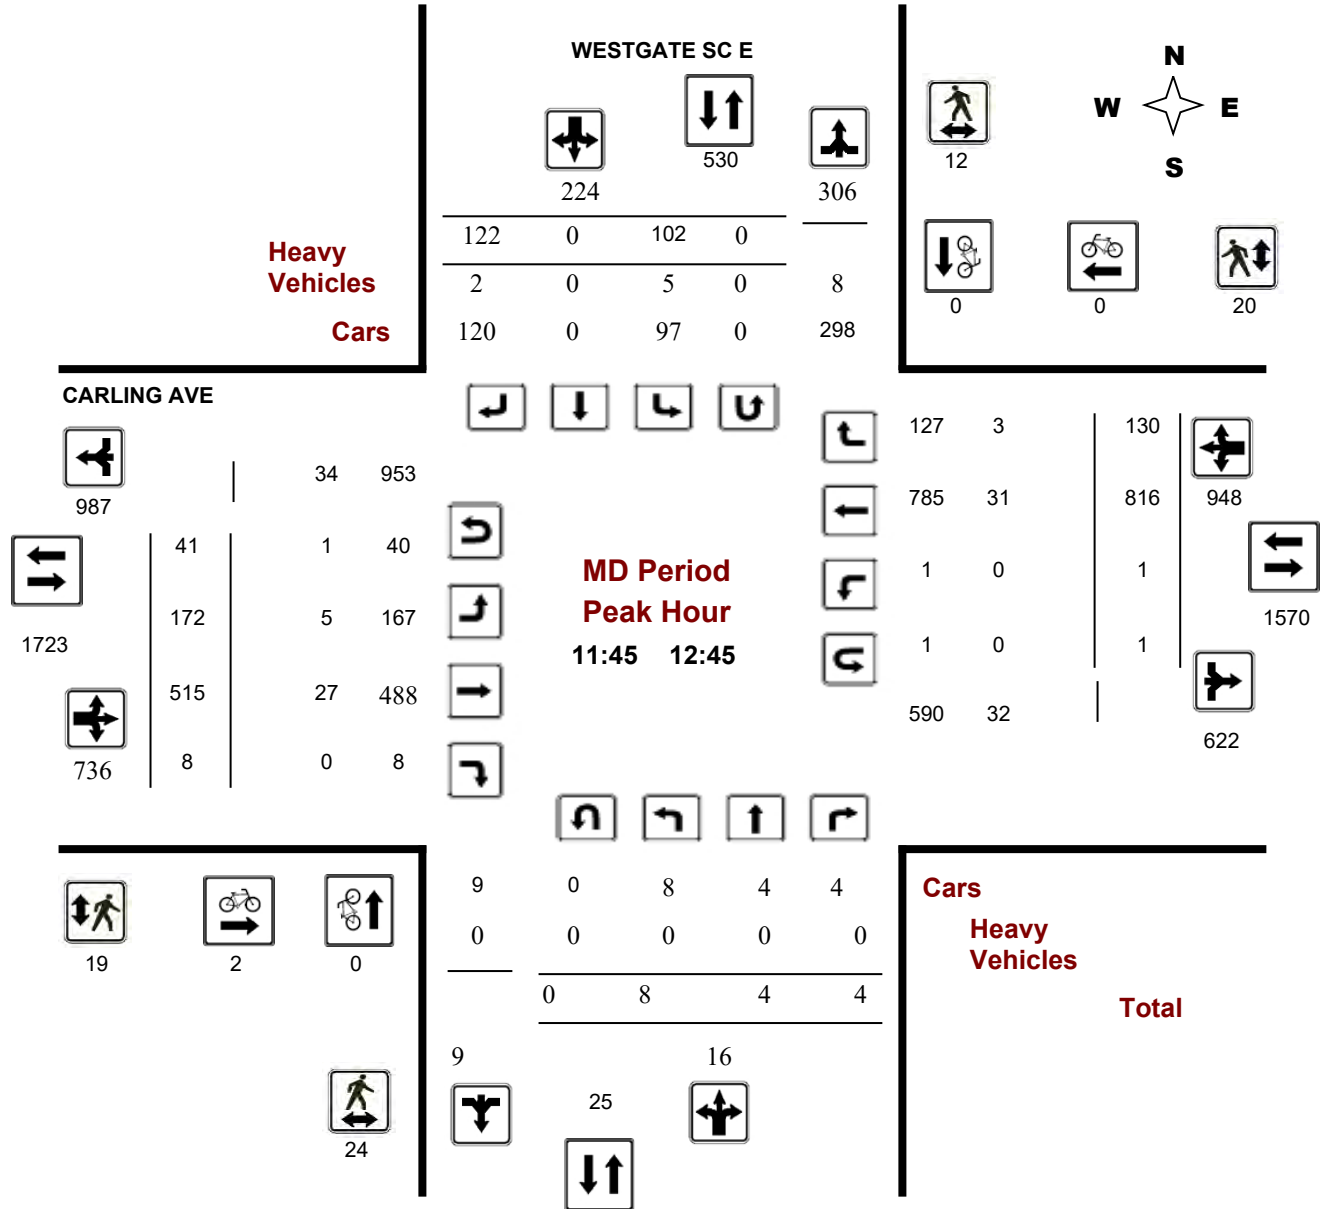 WESTGATE SC E
N
W E
S
530
12
224
306
122 0 102 0
Heavy
Vehicles
2 0 5 0 8
0 0 20
Cars
120 0 97 0 298
CARLING AVE
127 3 130
34 953
987
785 31 816 948
41 1 40
MD Period
1 0 1
Peak Hour
172 5 167
1570
1723
11:45 12:45
1 0 1
515 27 488
590 32
622
736 8 0 8
9 0 8 4 4
Cars
0 0 0 0 0
Heavy
Vehicles
19 2 0
0 8 4 4
Total
9 16
25
24